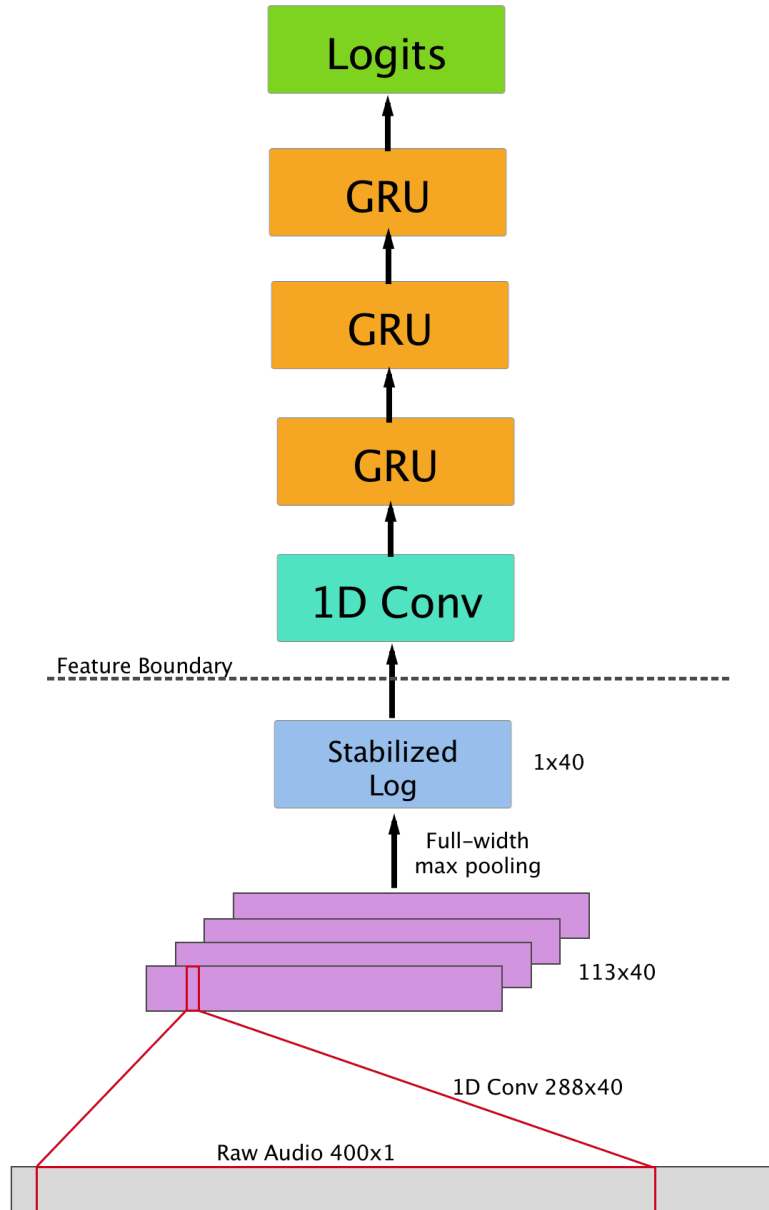 Logits
GRU
GRU
GRU
1D Conv
Feature Boundary
Stabilized
Log
1x40
Full-width
max pooling
113x40
1D Conv 288x40
Raw Audio 400x1